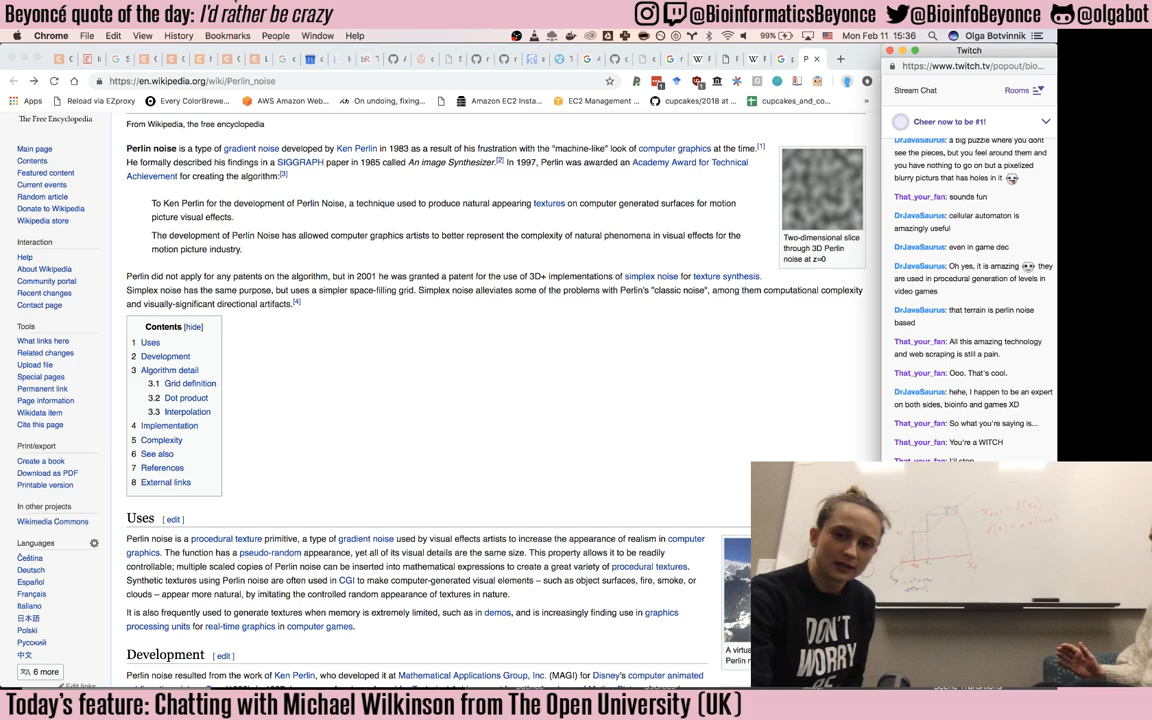 Beyoncé quote of the day: I'd rather be crazy
@BioinformaticsBeyonce @BioinfoBeyonce @olgabot
Chrome File Edit View History Bookmarks People Window Help
99% Mon Feb 11 15:36 Olga Botvinnik
https://en.wikipedia.org/wiki/Perlin_noise
Apps Reload via EZproxy Every ColorBrewe... AWS Amazon Web... On undoing, fixing... Amazon EC2 Insta... EC2 Management ... cupcakes/2018 at ... cupcakes_and_co... »
The Free Encyclopedia
Main page
Contents
Featured content
Current events
Random article
Donate to Wikipedia
Wikipedia store
Interaction
Help
About Wikipedia
Community portal
Recent changes
Contact page
Tools
What links here
Related changes
Upload file
Special pages
Permanent link
Page information
Wikidata item
Cite this page
Print/export
Create a book
Download as PDF
Printable version
In other projects
Wikimedia Commons
Languages
Čeština
Deutsch
Español
Français
Italiano
日本語
Polski
Русский
中文
6 more
Edit links
From Wikipedia, the free encyclopedia
Perlin noise is a type of gradient noise developed by Ken Perlin in 1983 as a result of his frustration with the "machine-like" look of computer graphics at the time.[1]
He formally described his findings in a SIGGRAPH paper in 1985 called An image Synthesizer.[2] In 1997, Perlin was awarded an Academy Award for Technical
Achievement for creating the algorithm:[3]
To Ken Perlin for the development of Perlin Noise, a technique used to produce natural appearing textures on computer generated surfaces for motion
picture visual effects.
The development of Perlin Noise has allowed computer graphics artists to better represent the complexity of natural phenomena in visual effects for the
motion picture industry.
Perlin did not apply for any patents on the algorithm, but in 2001 he was granted a patent for the use of 3D+ implementations of simplex noise for texture synthesis.
Simplex noise has the same purpose, but uses a simpler space-filling grid. Simplex noise alleviates some of the problems with Perlin's "classic noise", among them computational complexity
and visually-significant directional artifacts.[4]
Two-dimensional slice
through 3D Perlin
noise at z=0
Contents [hide]
1 Uses
2 Development
3 Algorithm detail
3.1 Grid definition
3.2 Dot product
3.3 Interpolation
4 Implementation
5 Complexity
6 See also
7 References
8 External links
Uses [ edit ]
Perlin noise is a procedural texture primitive, a type of gradient noise used by visual effects artists to increase the appearance of realism in computer
graphics. The function has a pseudo-random appearance, yet all of its visual details are the same size. This property allows it to be readily
controllable; multiple scaled copies of Perlin noise can be inserted into mathematical expressions to create a great variety of procedural textures.
Synthetic textures using Perlin noise are often used in CGI to make computer-generated visual elements – such as object surfaces, fire, smoke, or
clouds – appear more natural, by imitating the controlled random appearance of textures in nature.
It is also frequently used to generate textures when memory is extremely limited, such as in demos, and is increasingly finding use in graphics
processing units for real-time graphics in computer games.
A virtua
Perlin n
Development [ edit ]
Perlin noise resulted from the work of Ken Perlin, who developed it at Mathematical Applications Group, Inc. (MAGI) for Disney's computer animated
Twitch
https://www.twitch.tv/popout/bio...
Stream Chat Rooms
Cheer now to be #1!
DrJavaSaurus: a big puzzle where you dont
see the pieces, but you feel around them and
you have nothing to go on but a pixelized
blurry picture that has holes in it
That_your_fan: sounds fun
DrJavaSaurus: cellular automaton is
amazingly useful
DrJavaSaurus: even in game dec
DrJavaSaurus: Oh yes, it is amazing they
are used in procedural generation of levels in
video games
DrJavaSaurus: that terrain is perlin noise
based
That_your_fan: All this amazing technology
and web scraping is still a pain.
That_your_fan: Ooo. That's cool.
DrJavaSaurus: hehe, I happen to be an expert
on both sides, bioinfo and games XD
That_your_fan: So what you're saying is...
That_your_fan: You're a WITCH
That_your_fan: I'll stop
DON'T
WORRY
Today's feature: Chatting with Michael Wilkinson from The Open University (UK)